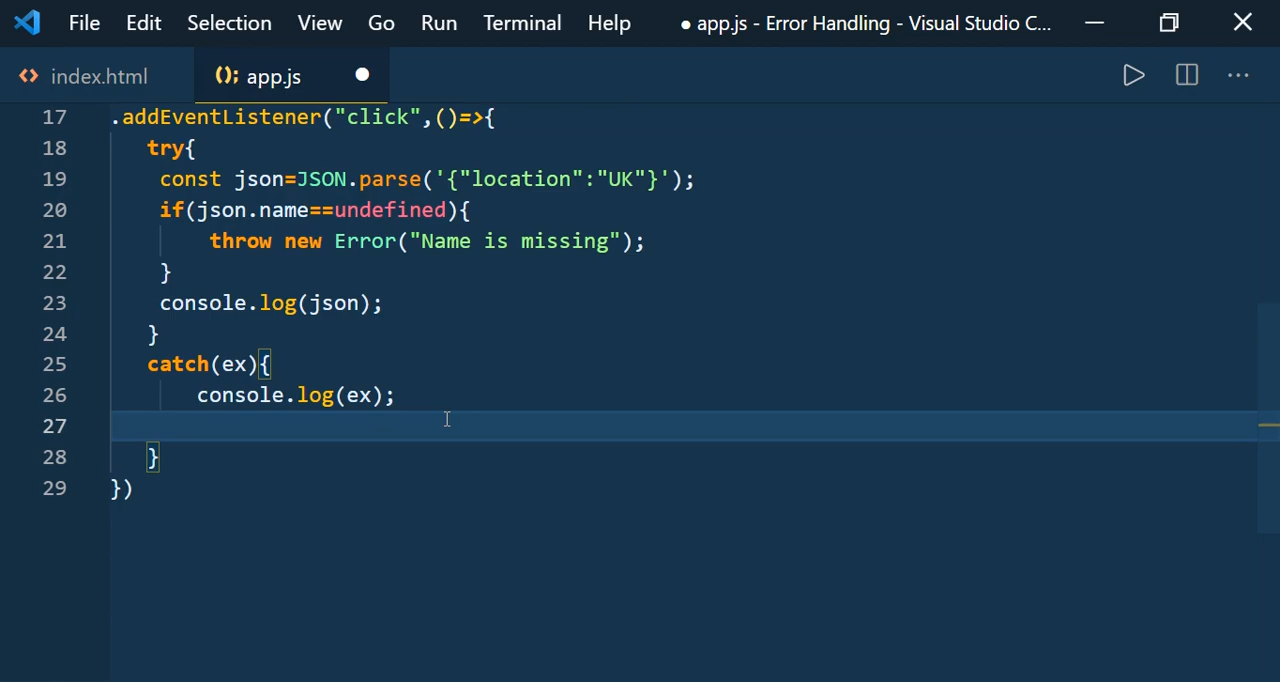 File Edit Selection View Go Run Terminal Help ● app.js - Error Handling - Visual Studio C...
index.html (); app.js
17 .addEventListener("click",()=>{
18 try{
19 const json=JSON.parse('{"location":"UK"}');
20 if(json.name==undefined){
21 throw new Error("Name is missing");
22 }
23 console.log(json);
24 }
25 catch(ex){
26 console.log(ex);
27
28 }
29 })